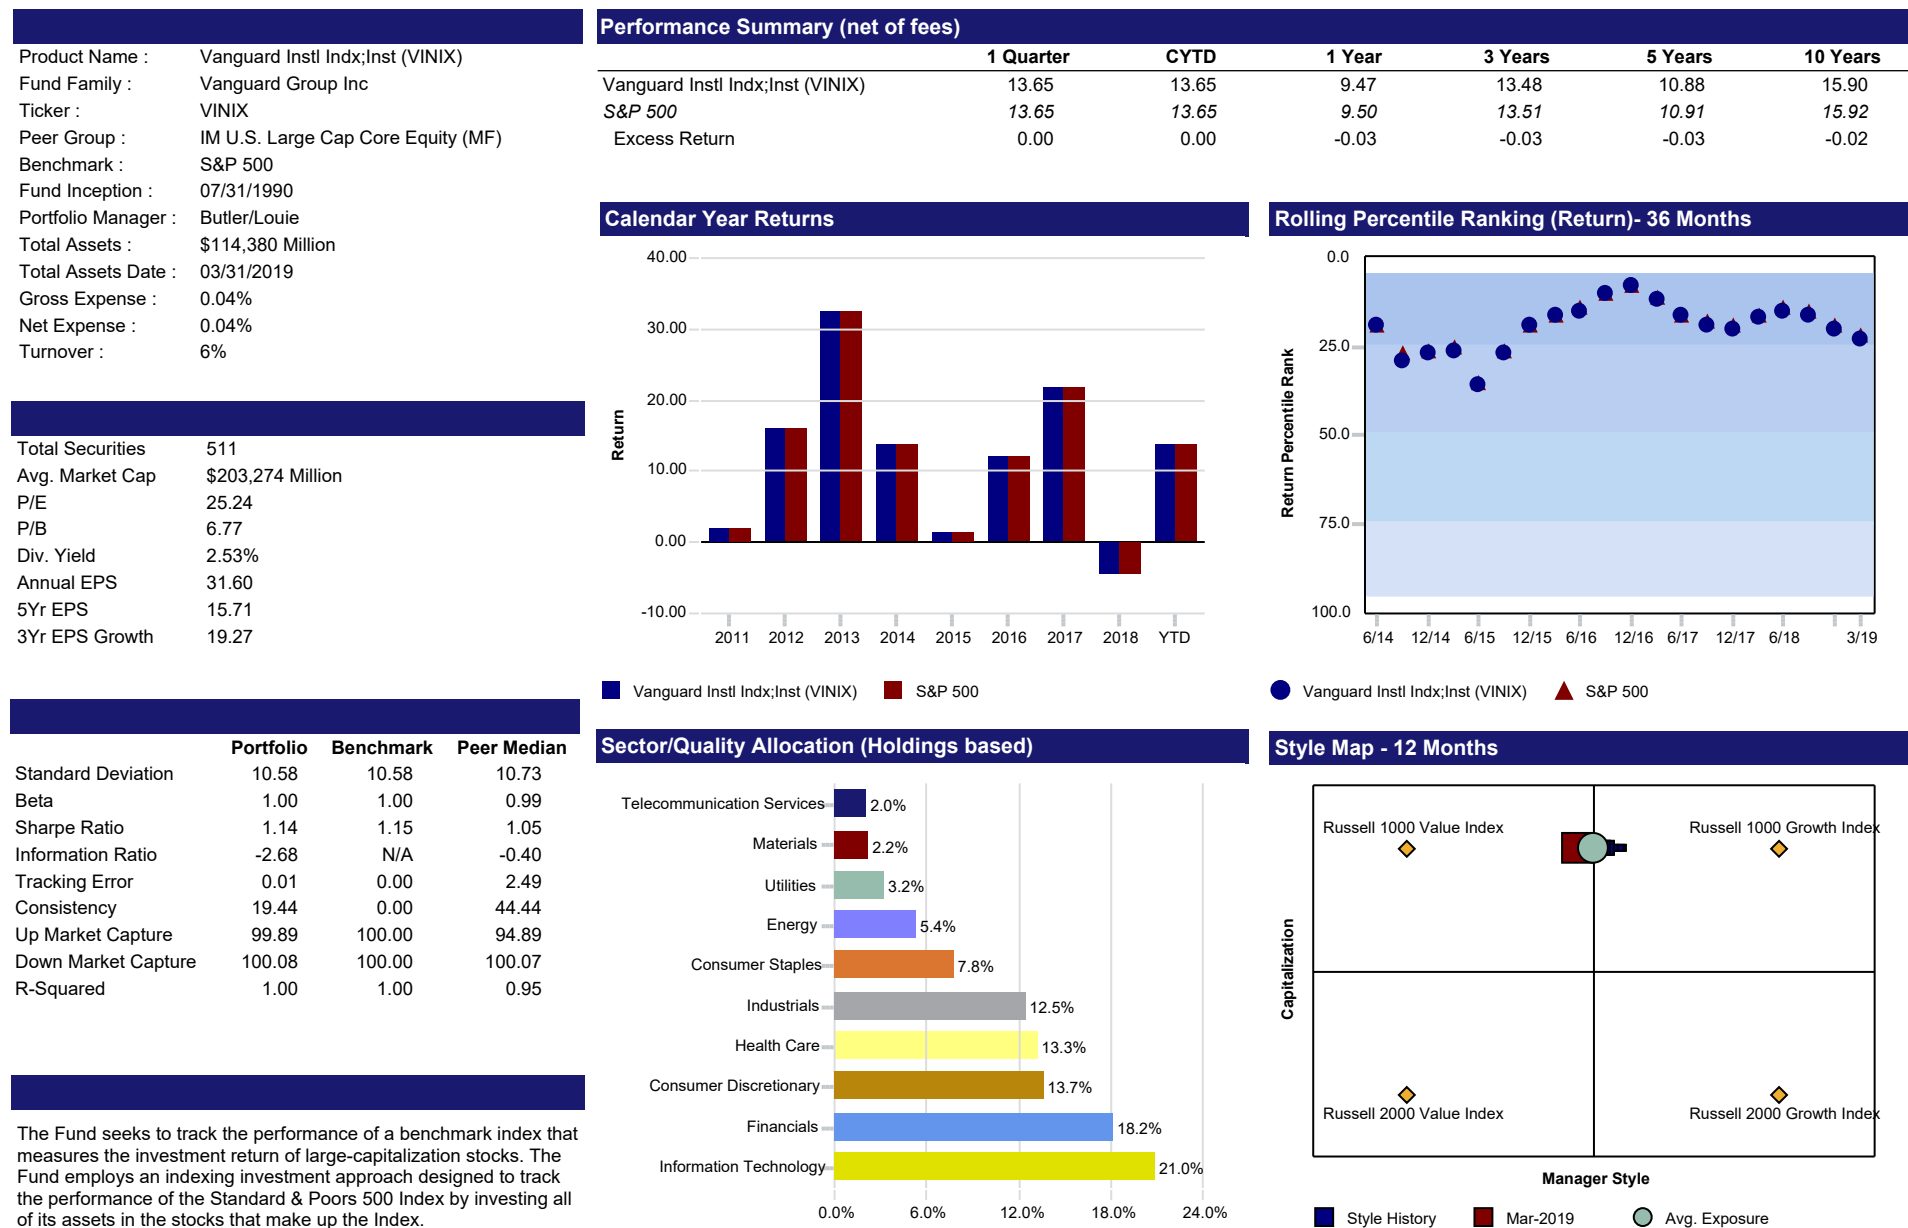 Product Name : Vanguard Instl Indx;Inst (VINIX)
Fund Family : Vanguard Group Inc
Ticker : VINIX
Peer Group : IM U.S. Large Cap Core Equity (MF)
Benchmark : S&P 500
Fund Inception : 07/31/1990
Portfolio Manager : Butler/Louie
Total Assets : $114,380 Million
Total Assets Date : 03/31/2019
Gross Expense : 0.04%
Net Expense : 0.04%
Turnover : 6%
Total Securities 511
Avg. Market Cap $203,274 Million
P/E 25.24
P/B 6.77
Div. Yield 2.53%
Annual EPS 31.60
5Yr EPS 15.71
3Yr EPS Growth 19.27
Portfolio Benchmark Peer Median
Standard Deviation 10.58 10.58 10.73
Beta 1.00 1.00 0.99
Sharpe Ratio 1.14 1.15 1.05
Information Ratio -2.68 N/A -0.40
Tracking Error 0.01 0.00 2.49
Consistency 19.44 0.00 44.44
Up Market Capture 99.89 100.00 94.89
Down Market Capture 100.08 100.00 100.07
R-Squared 1.00 1.00 0.95
The Fund seeks to track the performance of a benchmark index that
measures the investment return of large-capitalization stocks. The
Fund employs an indexing investment approach designed to track
the performance of the Standard & Poors 500 Index by investing all
of its assets in the stocks that make up the Index.
Performance Summary (net of fees)
1 Quarter CYTD 1 Year 3 Years 5 Years 10 Years
Vanguard Instl Indx;Inst (VINIX) 13.65 13.65 9.47 13.48 10.88 15.90
S&P 500 13.65 13.65 9.50 13.51 10.91 15.92
Excess Return 0.00 0.00 -0.03 -0.03 -0.03 -0.02
Calendar Year Returns
40.00
30.00
20.00
10.00
0.00
-10.00
Return
2011 2012 2013 2014 2015 2016 2017 2018 YTD
Vanguard Instl Indx;Inst (VINIX) S&P 500
Rolling Percentile Ranking (Return)- 36 Months
0.0
25.0
50.0
75.0
100.0
Return Percentile Rank
6/14 12/14 6/15 12/15 6/16 12/16 6/17 12/17 6/18 3/19
Vanguard Instl Indx;Inst (VINIX) S&P 500
Sector/Quality Allocation (Holdings based)
Telecommunication Services 2.0%
Materials 2.2%
Utilities 3.2%
Energy 5.4%
Consumer Staples 7.8%
Industrials 12.5%
Health Care 13.3%
Consumer Discretionary 13.7%
Financials 18.2%
Information Technology 21.0%
0.0% 6.0% 12.0% 18.0% 24.0%
Style Map - 12 Months
Russell 1000 Value Index Russell 1000 Growth Index
Capitalization
Russell 2000 Value Index Russell 2000 Growth Index
Manager Style
Style History Mar-2019 Avg. Exposure